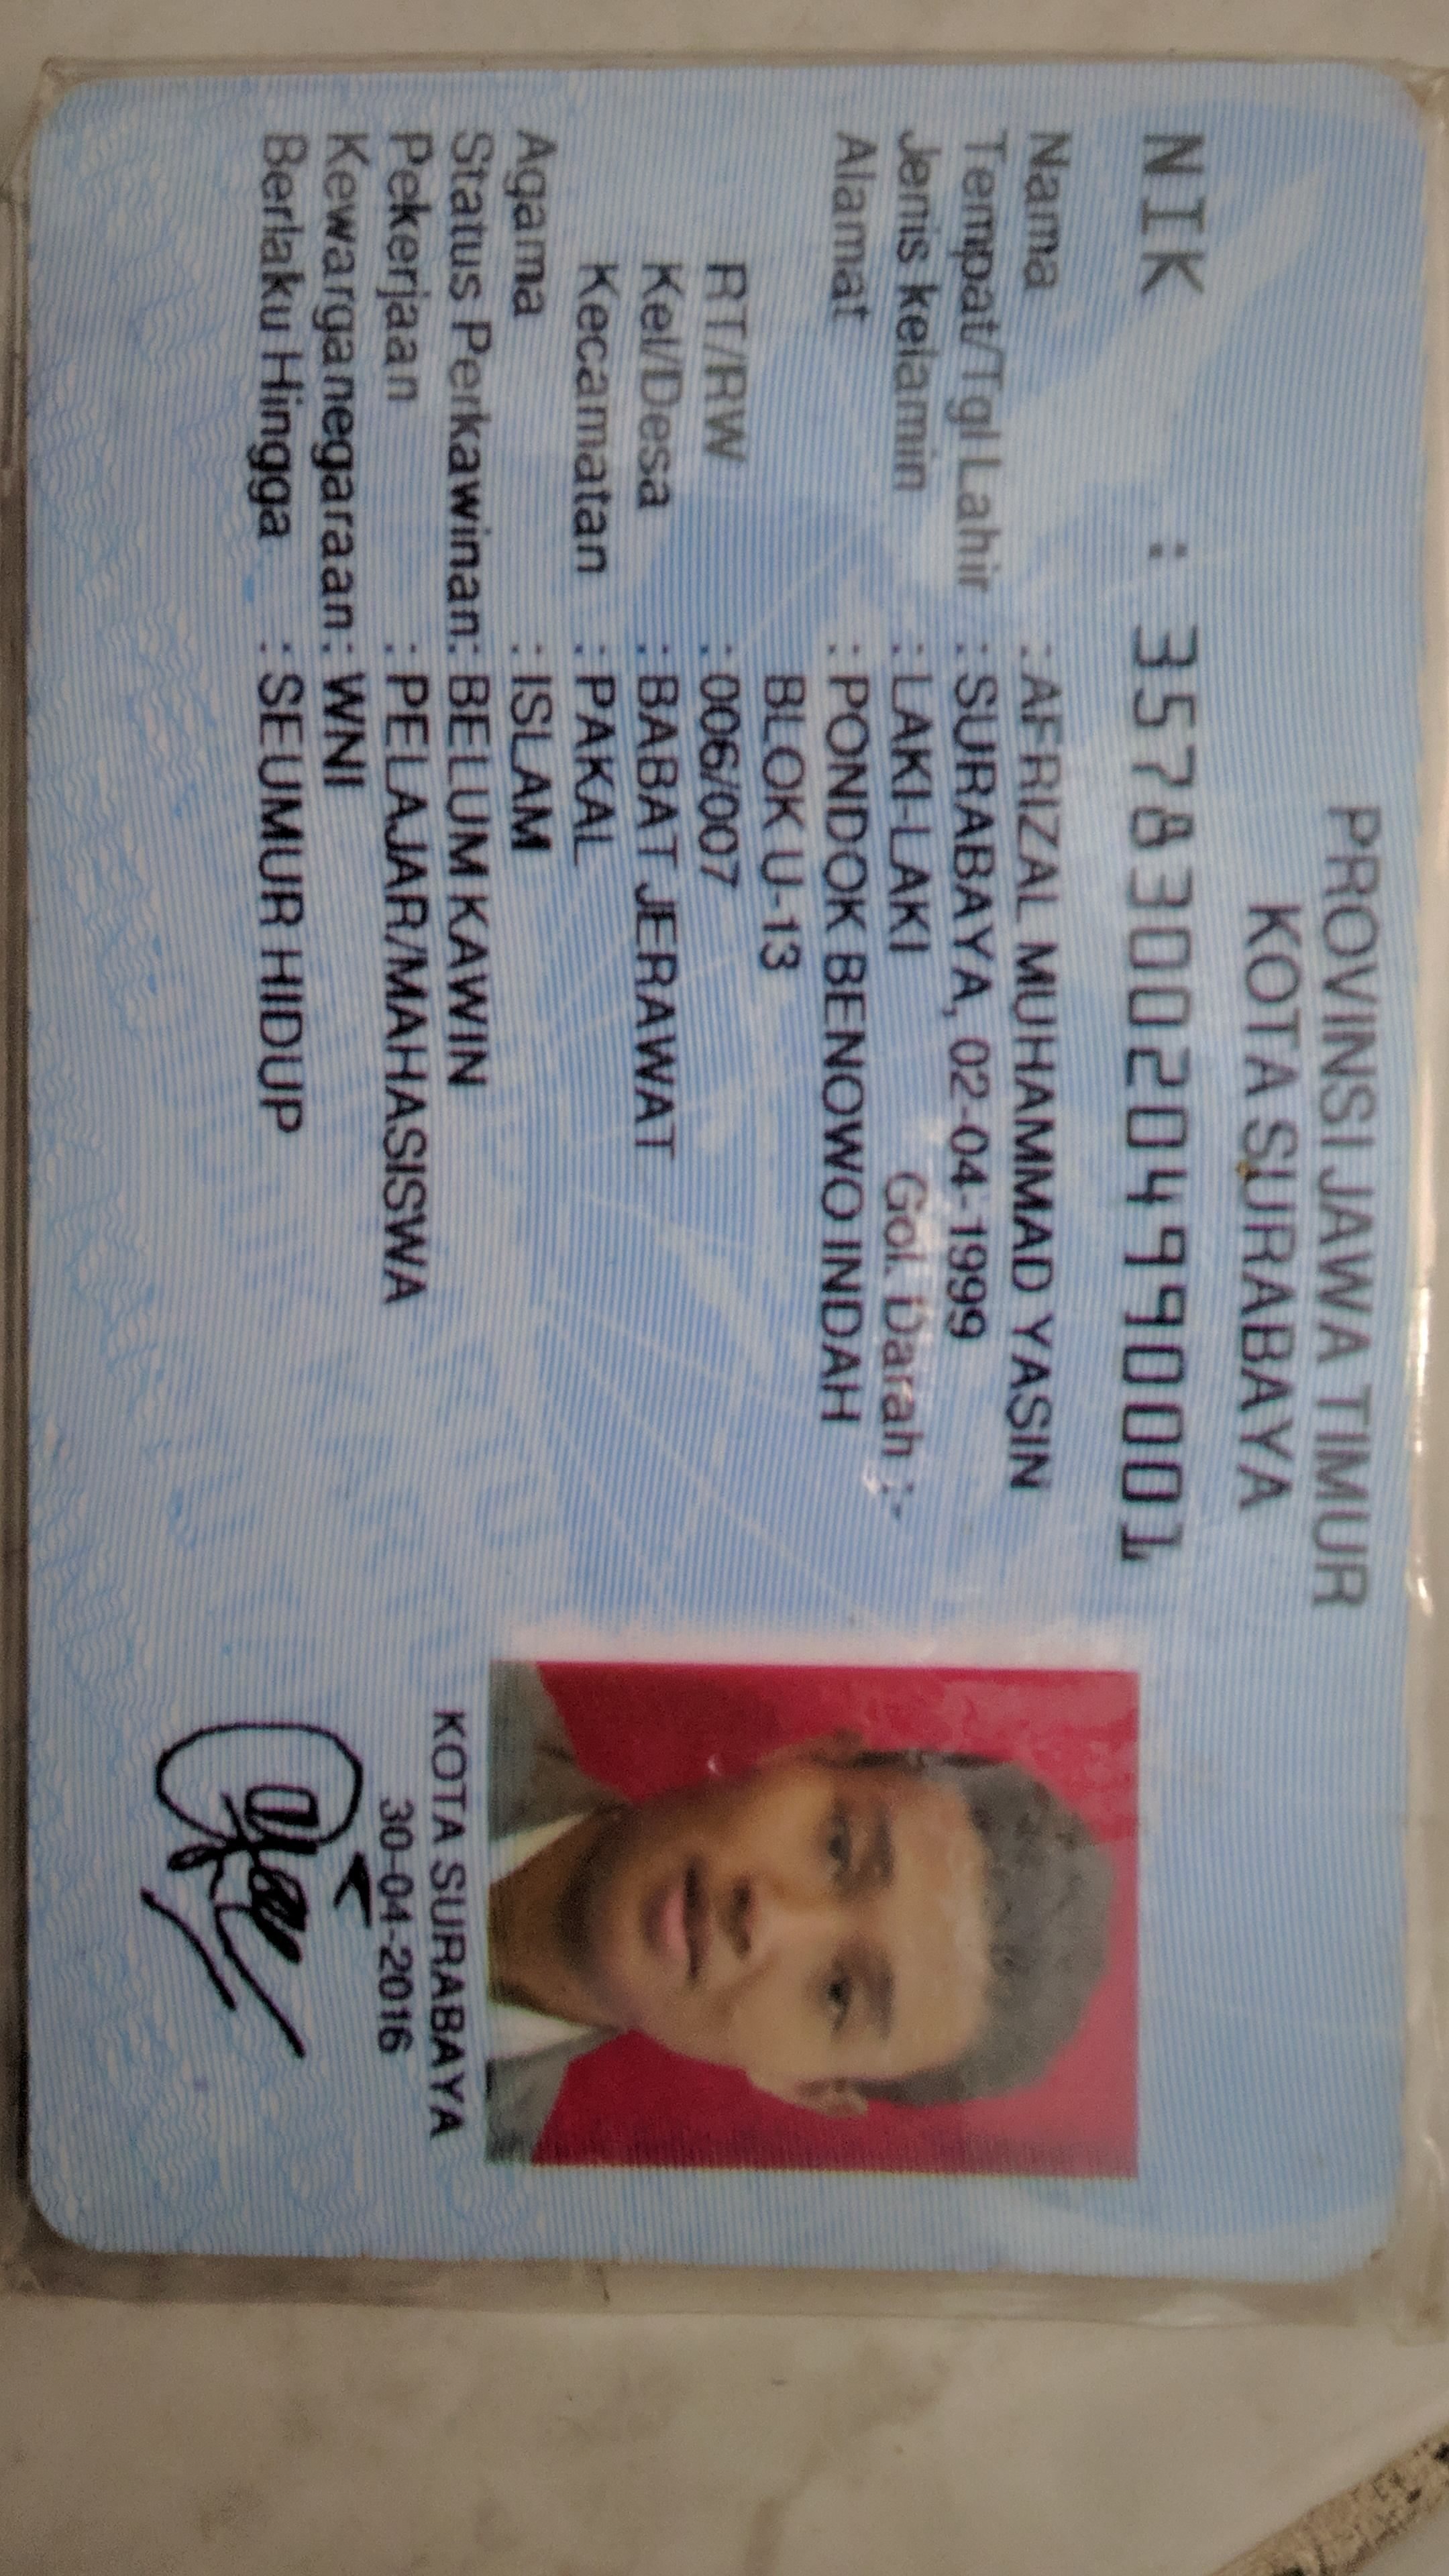 PROVINSI JAWA TIMUR
KOTA SURABAYA
NIK : 3578300204990001
Nama : AFRIZAL MUHAMMAD YASIN
Tempat/Tgl Lahir : SURABAYA, 02-04-1999
Jenis kelamin : LAKI-LAKI Gol. Darah : -
Alamat : PONDOK BENOWO INDAH
BLOK U-13
RT/RW : 006/007
Kel/Desa : BABAT JERAWAT
Kecamatan : PAKAL
Agama : ISLAM
Status Perkawinan: BELUM KAWIN
Pekerjaan : PELAJAR/MAHASISWA
Kewarganegaraan: WNI
Berlaku Hingga : SEUMUR HIDUP
KOTA SURABAYA
30-04-2016